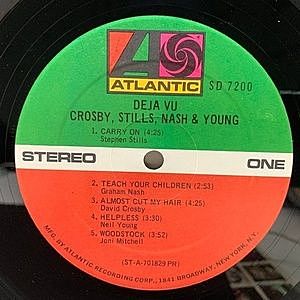 ATLANTIC
SD 7200
DEJA VU
CROSBY, STILLS, NASH & YOUNG
1. CARRY ON (4:25)
Stephen Stills
STEREO
ONE
2. TEACH YOUR CHILDREN (2:53)
Graham Nash
3. ALMOST CUT MY HAIR (4:25)
David Crosby
4. HELPLESS (3:30)
Neil Young
5. WOODSTOCK (3:52)
Joni Mitchell
(ST-A-701829 PR)
MFG. BY ATLANTIC RECORDING CORP., 1841 BROADWAY, NEW YORK, N.Y.